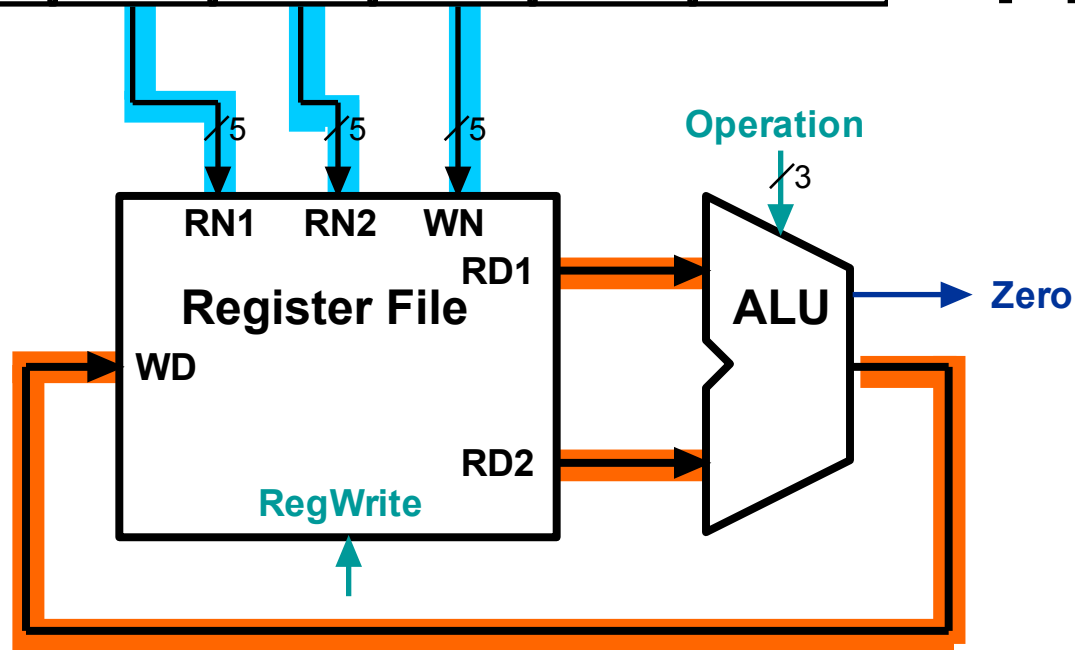 5 5 5
Operation
3
RN1 RN2 WN
RD1
Register File
ALU
Zero
WD
RD2
RegWrite